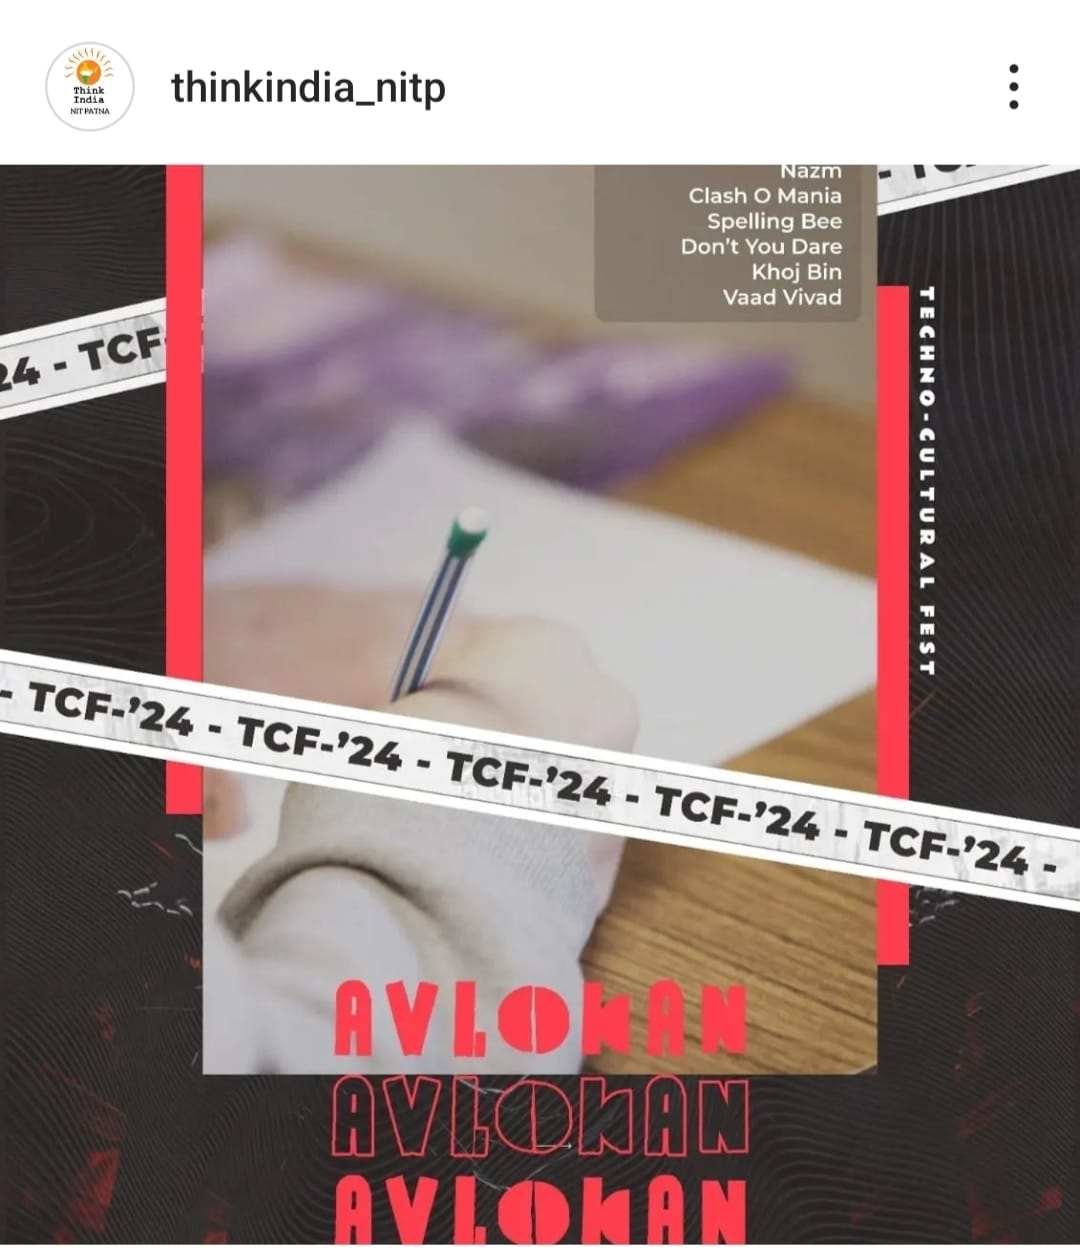 Think
India
NIT PATNA
thinkindia_nitp
Nazm
Clash O Mania
Spelling Bee
Don't You Dare
Khoj Bin
Vaad Vivad
24 - TCF-
TECHNO-CULTURAL FEST
- TCF-'24 - TCF-'24 - TCF-'24 - TCF-'24 - TCF-'24 -
AVLOKAN
AVLOKAN
AVLOKAN